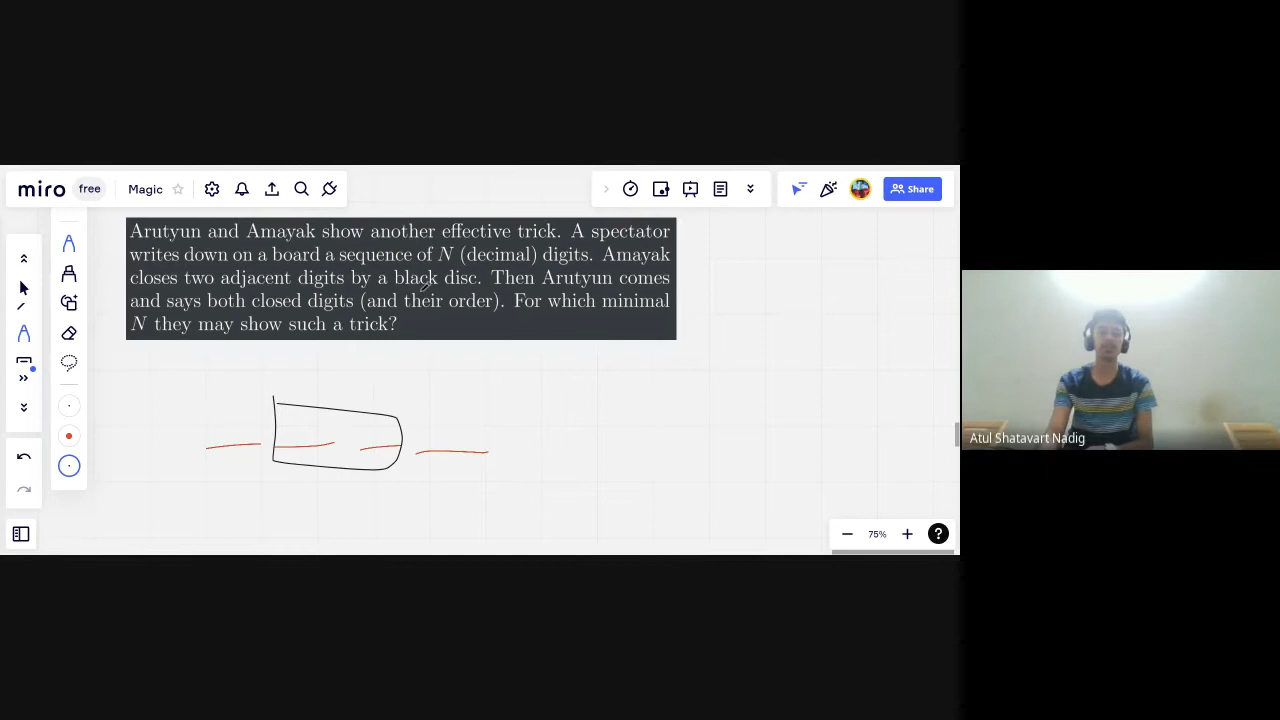 miro free Magic Share
Arutyun and Amayak show another effective trick. A spectator
writes down on a board a sequence of N (decimal) digits. Amayak
closes two adjacent digits by a black disc. Then Arutyun comes
and says both closed digits (and their order). For which minimal
N they may show such a trick?
Atul Shatavart Nadig
75%